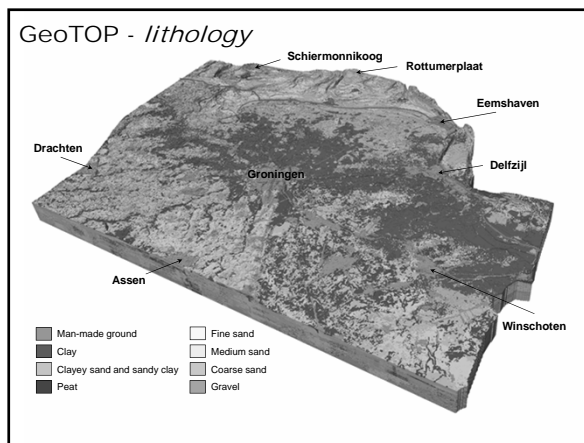 GeoTOP - lithology
Schiermonnikoog
Rottumerplaat
Eemshaven
Drachten
Delfzijl
Groningen
Assen
Winschoten
Man-made ground
Clay
Clayey sand and sandy clay
Peat
Fine sand
Medium sand
Coarse sand
Gravel